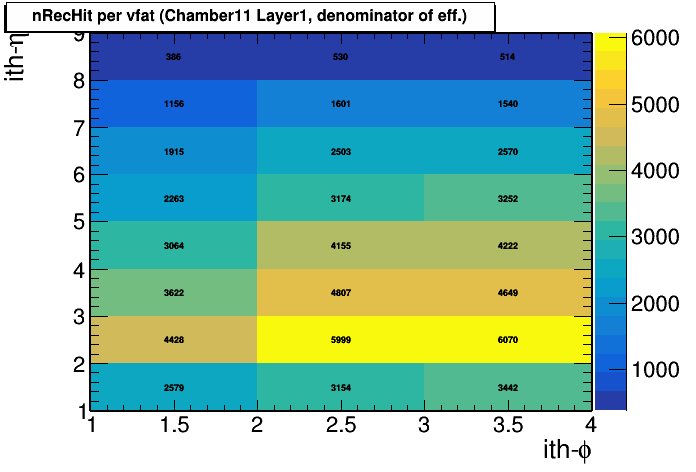 nRecHit per vfat (Chamber11 Layer1, denominator of eff.)
ith-η
9
8
7
6
5
4
3
2
1
386 530 514
1156 1601 1540
1915 2503 2570
2263 3174 3252
3064 4155 4222
3622 4807 4649
4428 5999 6070
2579 3154 3442
1 1.5 2 2.5 3 3.5 4
ith-ϕ
6000
5000
4000
3000
2000
1000